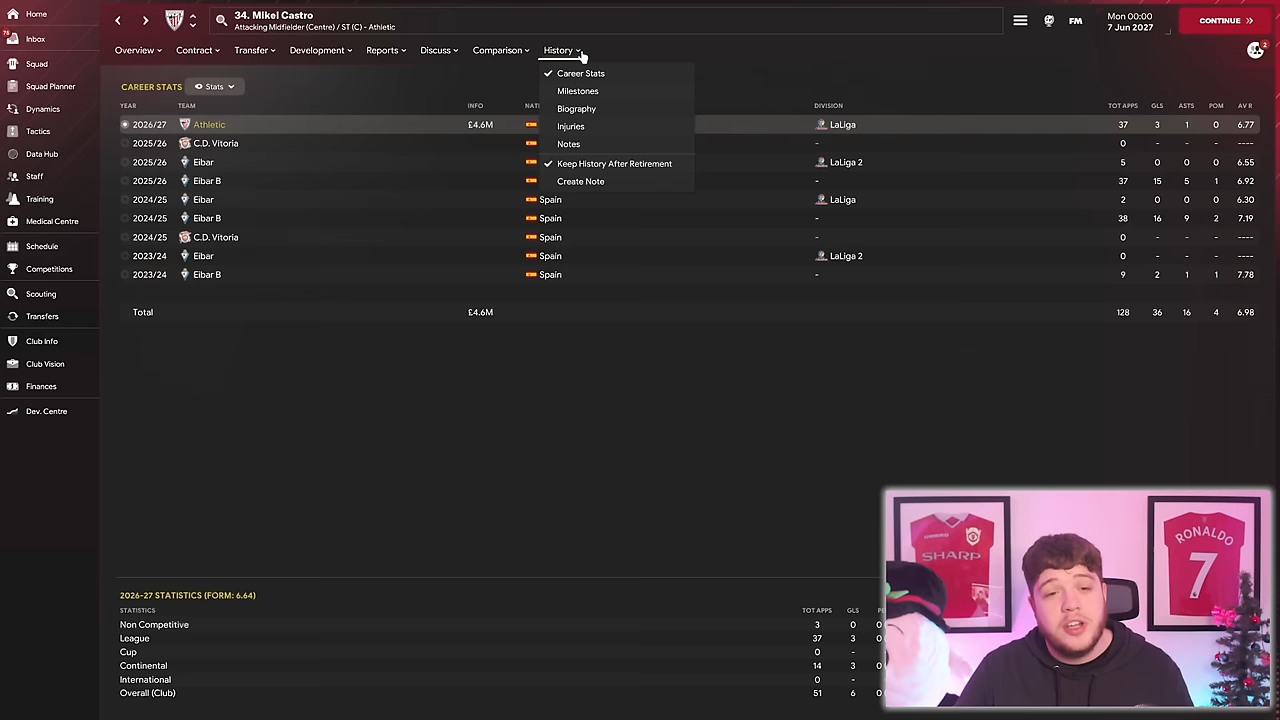 Home
34. Mikel Castro
Attacking Midfielder (Centre) / ST (C) - Athletic
FM
Mon 00:00
7 Jun 2027
CONTINUE
75
Inbox
Squad
Squad Planner
Dynamics
Tactics
Data Hub
Staff
Training
Medical Centre
Schedule
Competitions
Scouting
Transfers
Club Info
Club Vision
Finances
Dev. Centre
Overview Contract Transfer Development Reports Discuss Comparison History
2
Career Stats
Milestones
Biography
Injuries
Notes
Keep History After Retirement
Create Note
CAREER STATS Stats
YEAR TEAM INFO NATI DIVISION TOT APPS GLS ASTS POM AV R
2026/27 Athletic £4.6M LaLiga 37 3 1 0 6.77
2025/26 C.D. Vitoria - 0 - - - ----
2025/26 Eibar LaLiga 2 5 0 0 0 6.55
2025/26 Eibar B - 37 15 5 1 6.92
2024/25 Eibar Spain LaLiga 2 0 0 0 6.30
2024/25 Eibar B Spain - 38 16 9 2 7.19
2024/25 C.D. Vitoria Spain - 0 - - - ----
2023/24 Eibar Spain LaLiga 2 0 - - - ----
2023/24 Eibar B Spain - 9 2 1 1 7.78
Total £4.6M 128 36 16 4 6.98
2026-27 STATISTICS (FORM: 6.64)
STATISTICS TOT APPS GLS
Non Competitive 3 0 0
League 37 3 0
Cup 0 -
Continental 14 3 0
International 0 -
Overall (Club) 51 6 0
UMBRO
SHARP
RONALDO
7